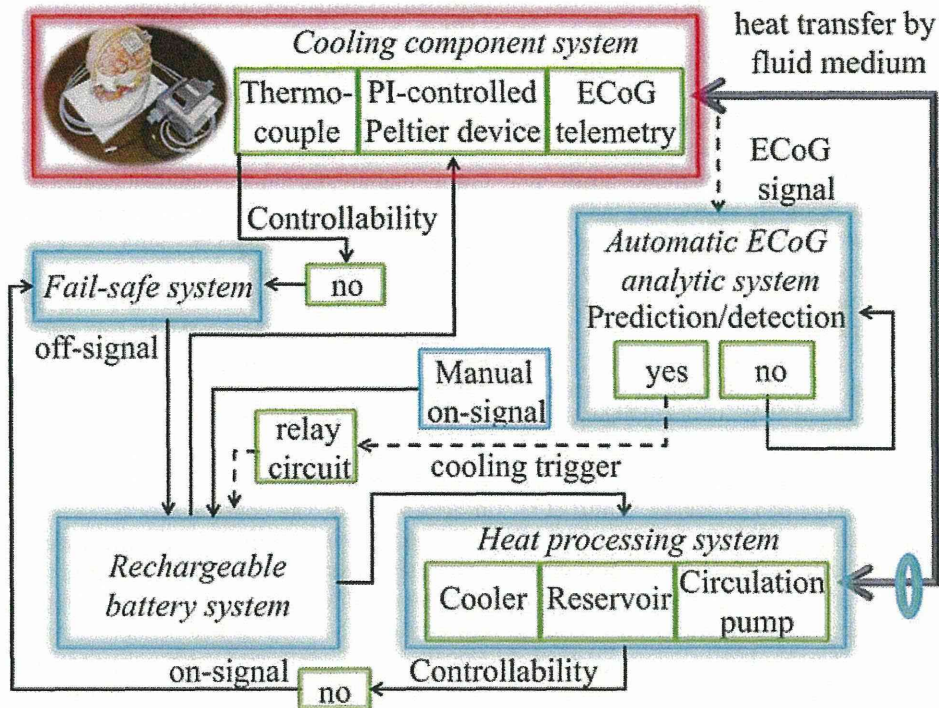 Cooling component system
heat transfer by
fluid medium
Thermo-
couple
PI-controlled
Peltier device
ECoG
telemetry
ECoG
signal
Controllability
no
Fail-safe system
off-signal
Automatic ECoG
analytic system
Prediction/detection
yes
no
Manual
on-signal
relay
circuit
cooling trigger
Rechargeable
battery system
Heat processing system
Cooler
Reservoir
Circulation
pump
on-signal
no
Controllability